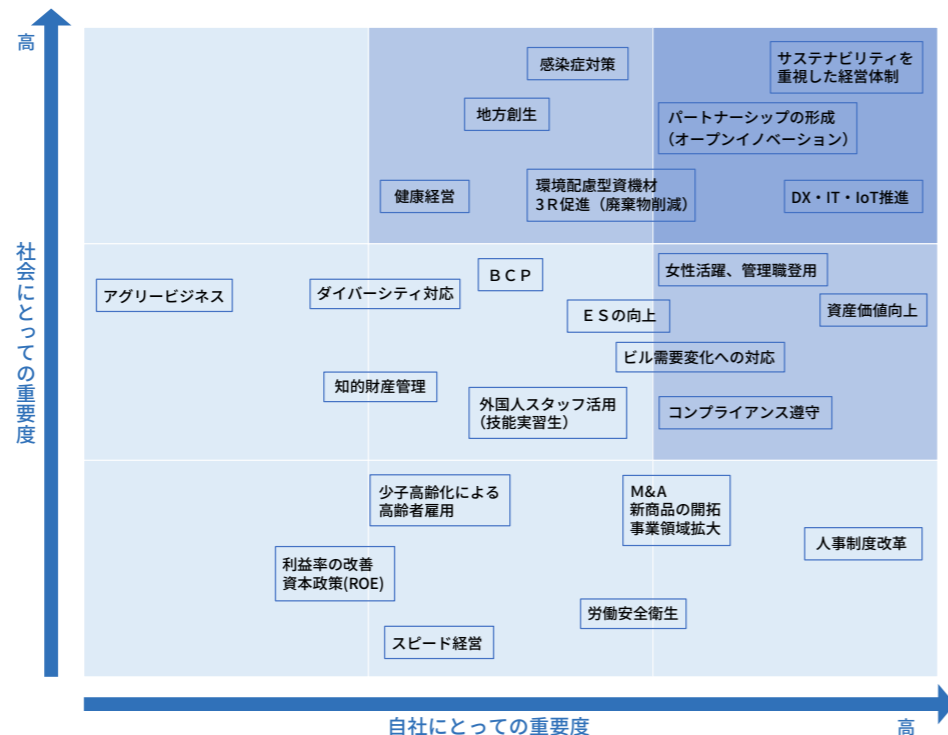 高
社会にとっての重要度
感染症対策
サステナビリティを
重視した経営体制
地方創生
パートナーシップの形成
（オープンイノベーション）
健康経営
環境配慮型資機材
3Ｒ促進（廃棄物削減）
DX・IT・IoT推進
アグリービジネス
ダイバーシティ対応
ＢＣＰ
女性活躍、管理職登用
ＥＳの向上
資産価値向上
ビル需要変化への対応
知的財産管理
外国人スタッフ活用
（技能実習生）
コンプライアンス遵守
少子高齢化による
高齢者雇用
M&A
新商品の開拓
事業領域拡大
人事制度改革
利益率の改善
資本政策(ROE)
労働安全衛生
スピード経営
自社にとっての重要度
高